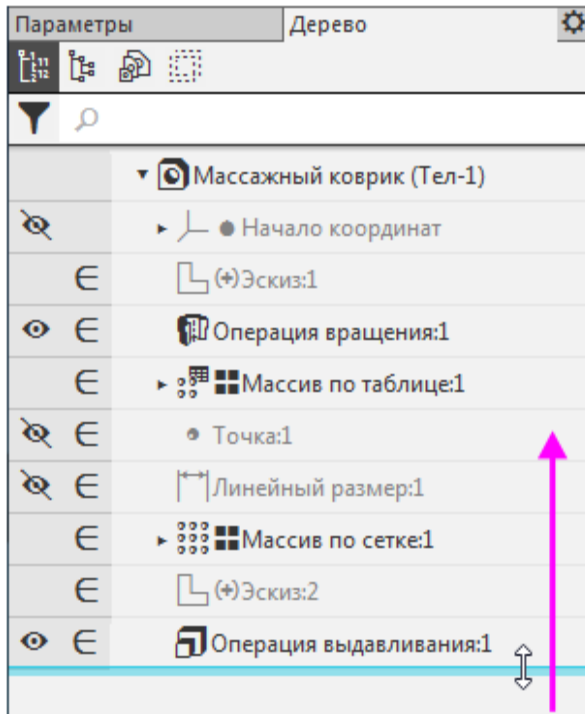 Параметры
Дерево
Массажный коврик (Тел-1)
Начало координат
(+)Эскиз:1
Операция вращения:1
Массив по таблице:1
Точка:1
Линейный размер:1
Массив по сетке:1
(+)Эскиз:2
Операция выдавливания:1